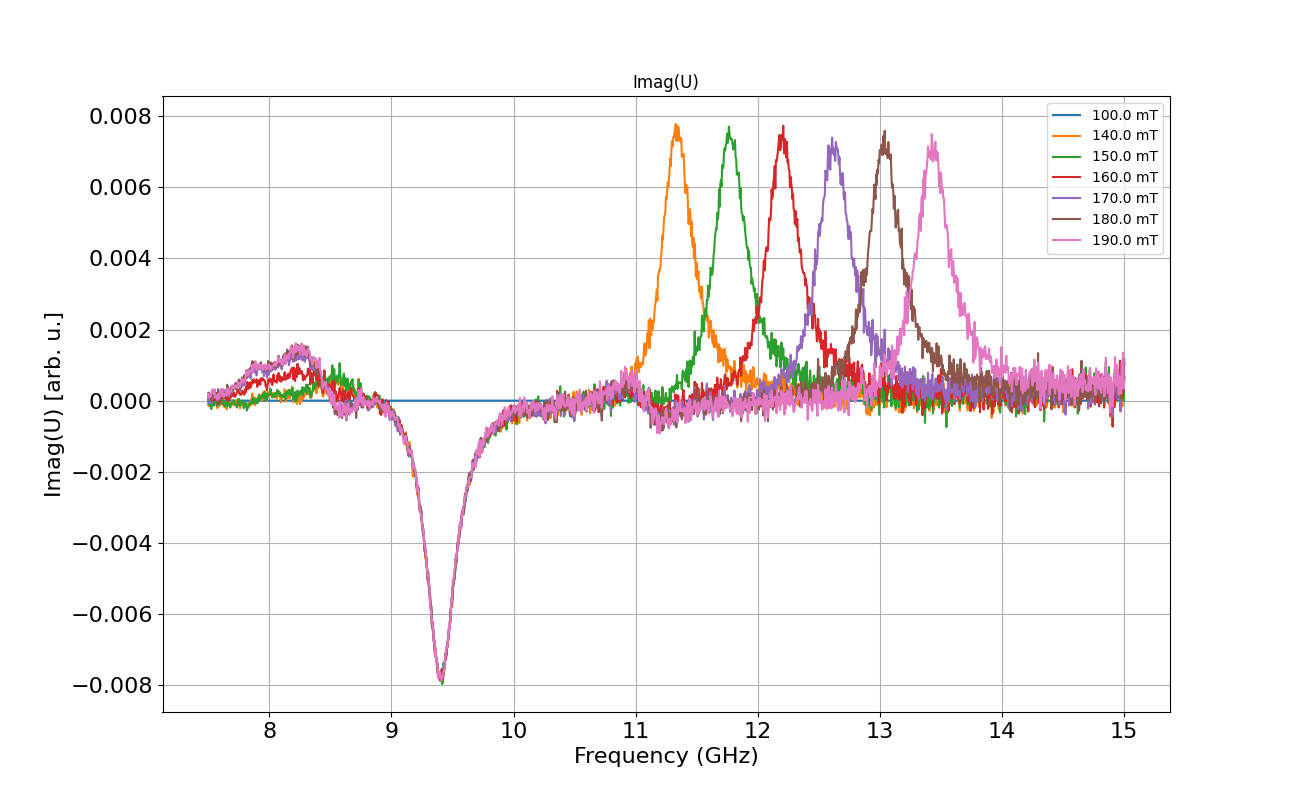 Imag(U)
100.0 mT
140.0 mT
150.0 mT
160.0 mT
170.0 mT
180.0 mT
190.0 mT
0.008
0.006
0.004
0.002
0.000
−0.002
−0.004
−0.006
−0.008
Imag(U) [arb. u.]
8 9 10 11 12 13 14 15
Frequency (GHz)